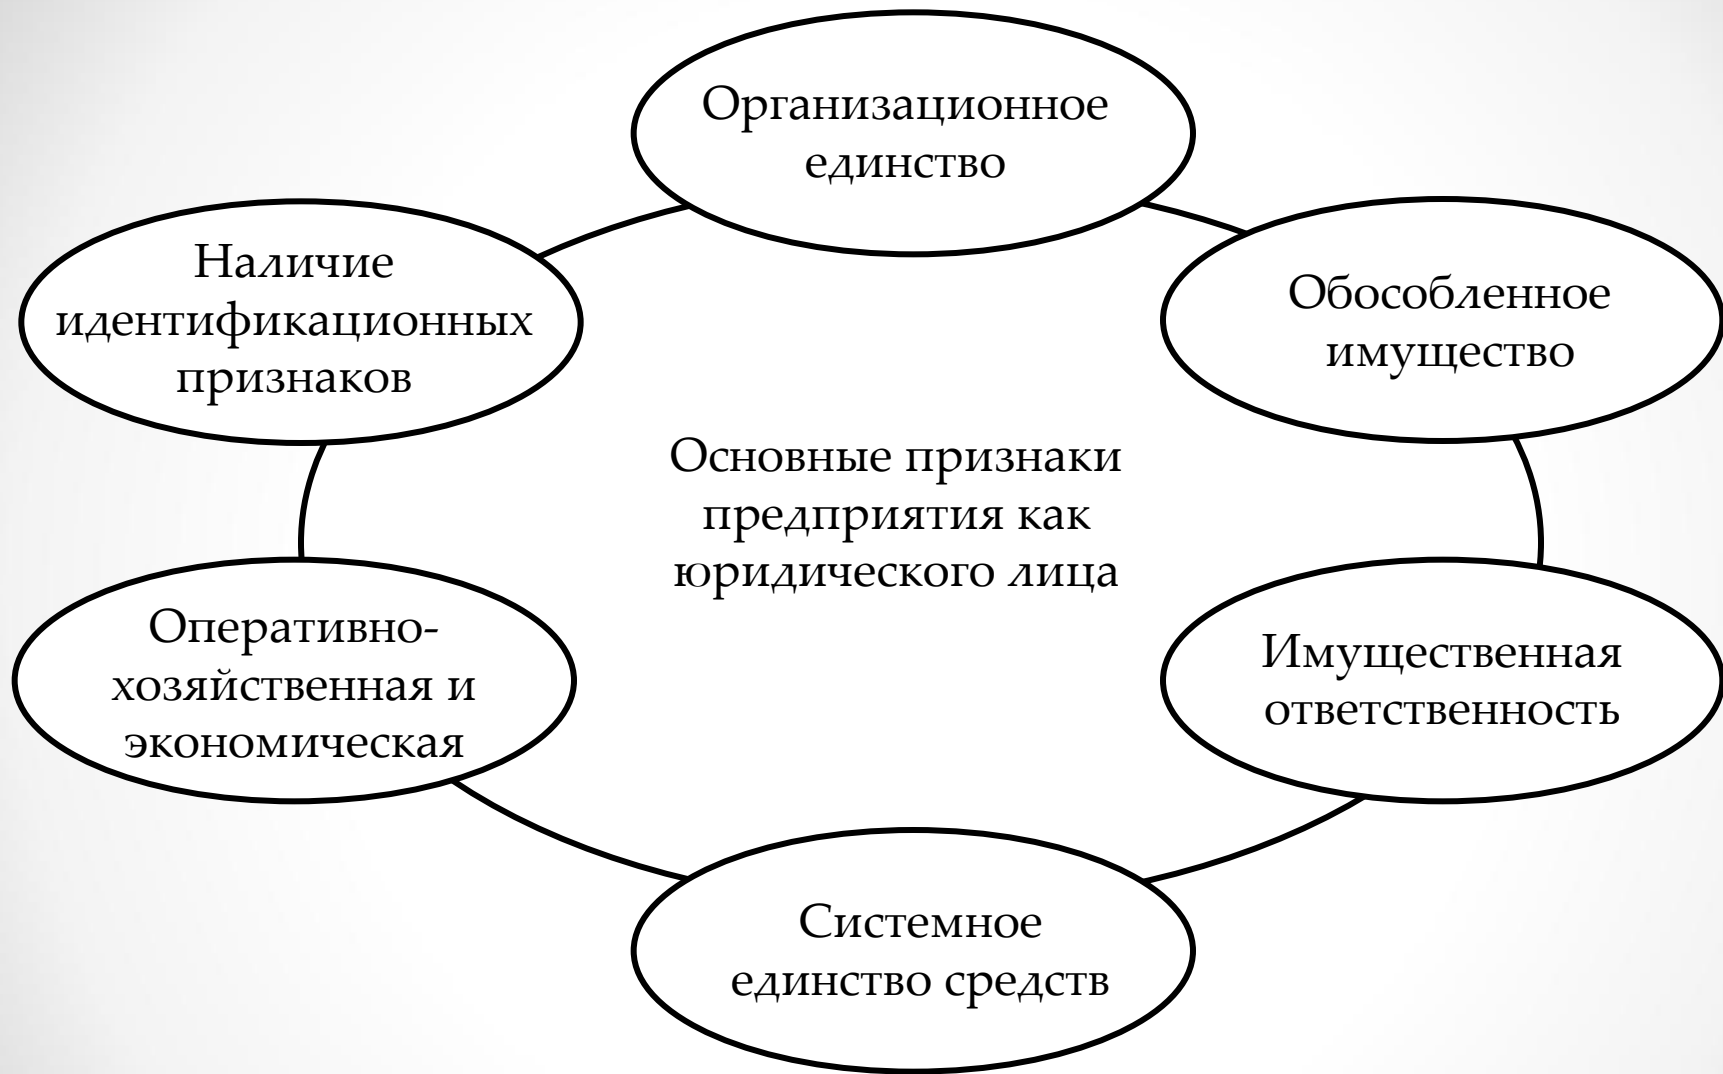 Организационное
единство
Наличие
идентификационных
признаков
Обособленное
имущество
Основные признаки
предприятия как
юридического лица
Оперативно-
хозяйственная и
экономическая
Имущественная
ответственность
Системное
единство средств